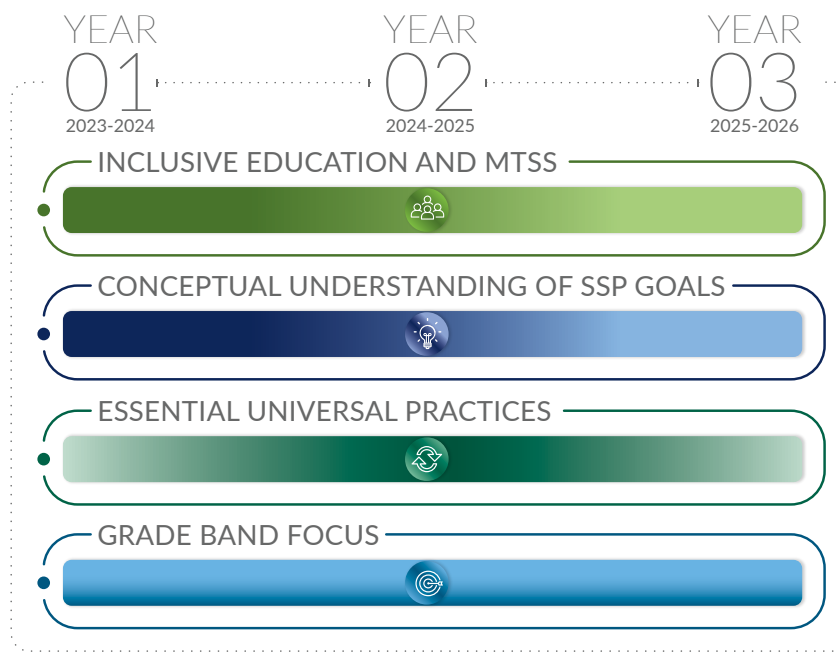 YEAR YEAR YEAR
01 02 03
2023-2024 2024-2025 2025-2026
INCLUSIVE EDUCATION AND MTSS
CONCEPTUAL UNDERSTANDING OF SSP GOALS
ESSENTIAL UNIVERSAL PRACTICES
GRADE BAND FOCUS